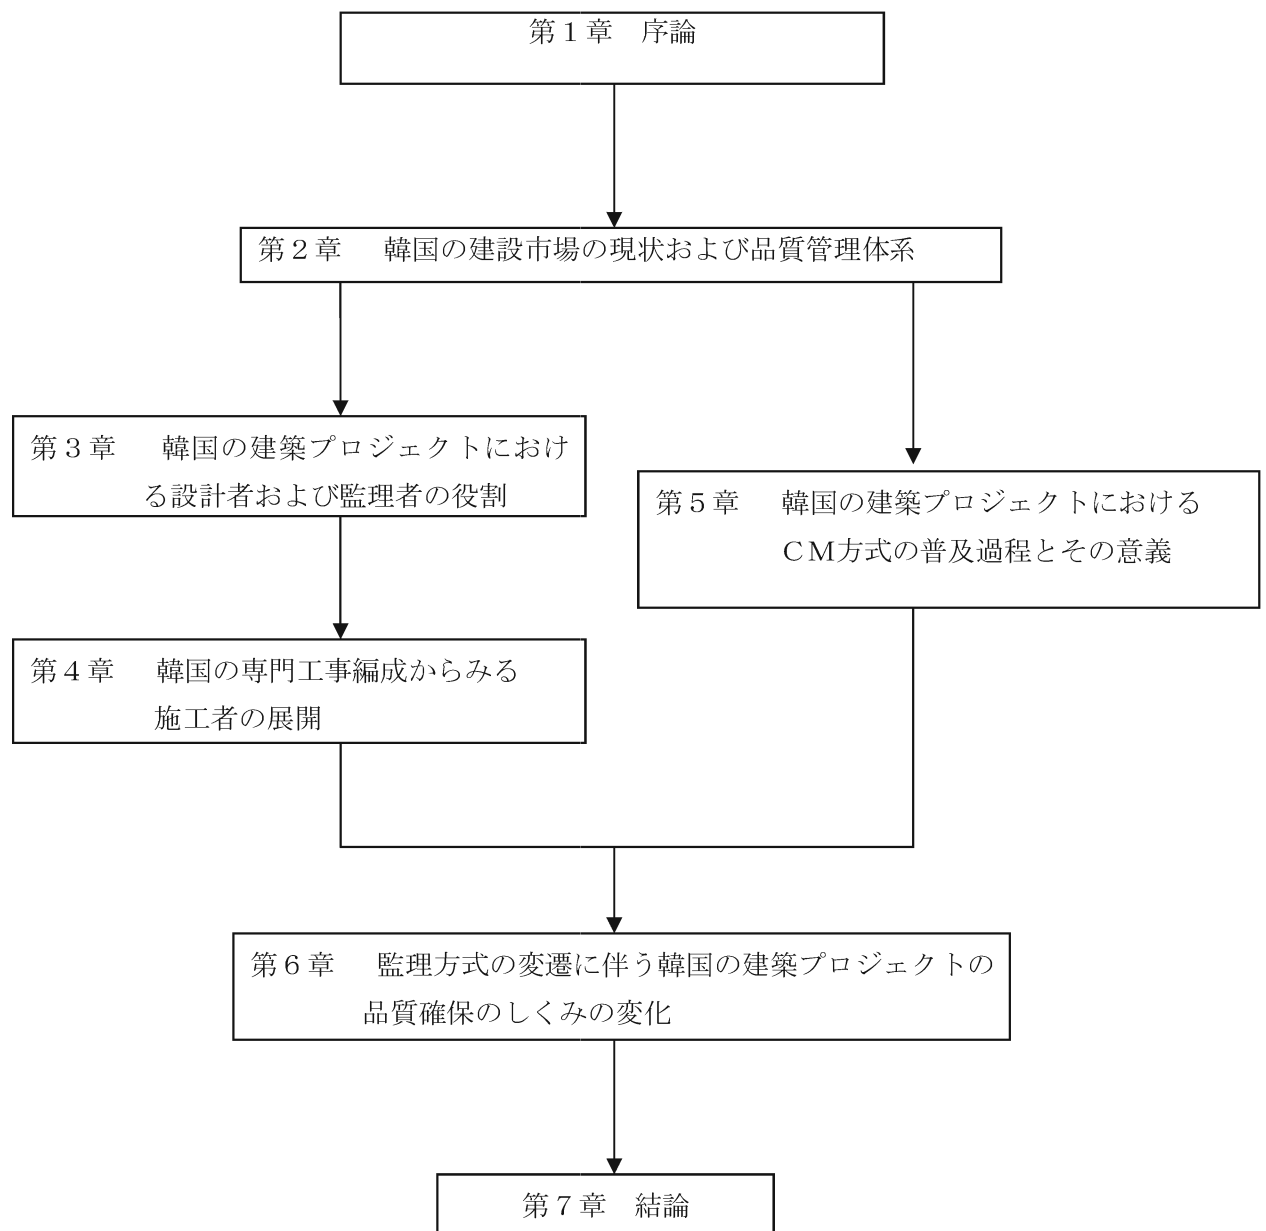 第１章　序論
第２章　韓国の建設市場の現状および品質管理体系
第３章　韓国の建築プロジェクトにおけ
る設計者および監理者の役割
第４章　韓国の専門工事編成からみる
施工者の展開
第５章　韓国の建築プロジェクトにおける
ＣＭ方式の普及過程とその意義
第６章　監理方式の変遷に伴う韓国の建築プロジェクトの
品質確保のしくみの変化
第７章　結論